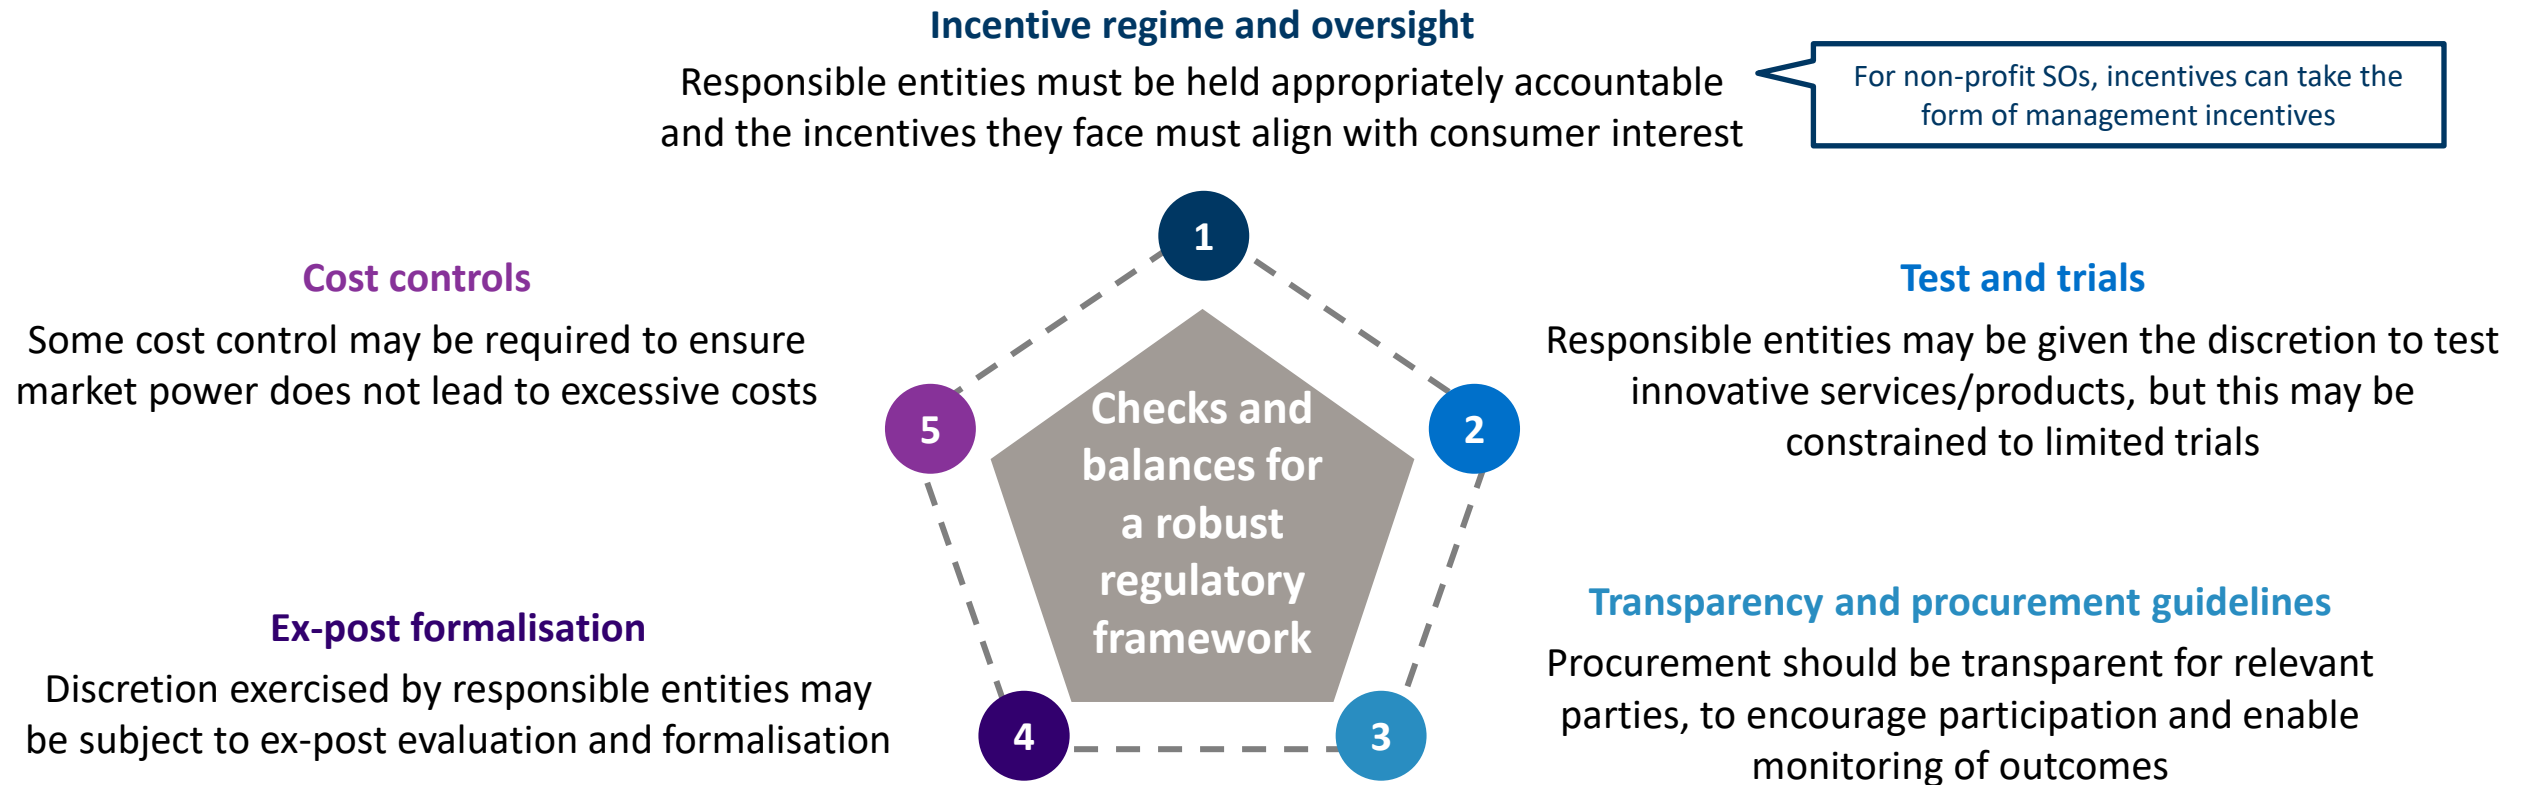 Incentive regime and oversight
Responsible entities must be held appropriately accountable
and the incentives they face must align with consumer interest
For non-profit SOs, incentives can take the
form of management incentives
1
Test and trials
Responsible entities may be given the discretion to test
innovative services/products, but this may be
constrained to limited trials
2
Transparency and procurement guidelines
Procurement should be transparent for relevant
parties, to encourage participation and enable
monitoring of outcomes
3
Ex-post formalisation
Discretion exercised by responsible entities may
be subject to ex-post evaluation and formalisation
4
Cost controls
Some cost control may be required to ensure
market power does not lead to excessive costs
5
Checks and
balances for
a robust
regulatory
framework